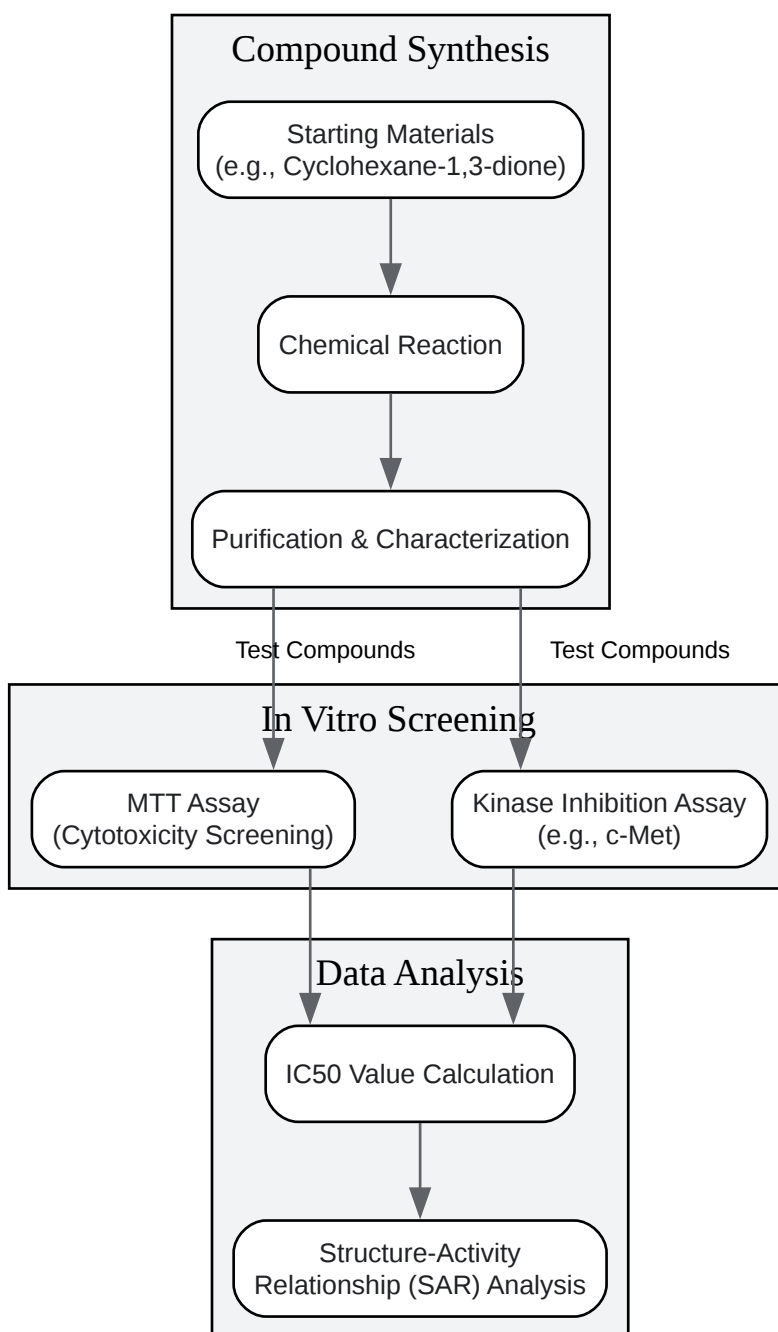 Compound Synthesis
Starting Materials
(e.g., Cyclohexane-1,3-dione)
Chemical Reaction
Purification & Characterization
Test Compounds
Test Compounds
In Vitro Screening
MTT Assay
(Cytotoxicity Screening)
Kinase Inhibition Assay
(e.g., c-Met)
Data Analysis
IC50 Value Calculation
Structure-Activity
Relationship (SAR) Analysis